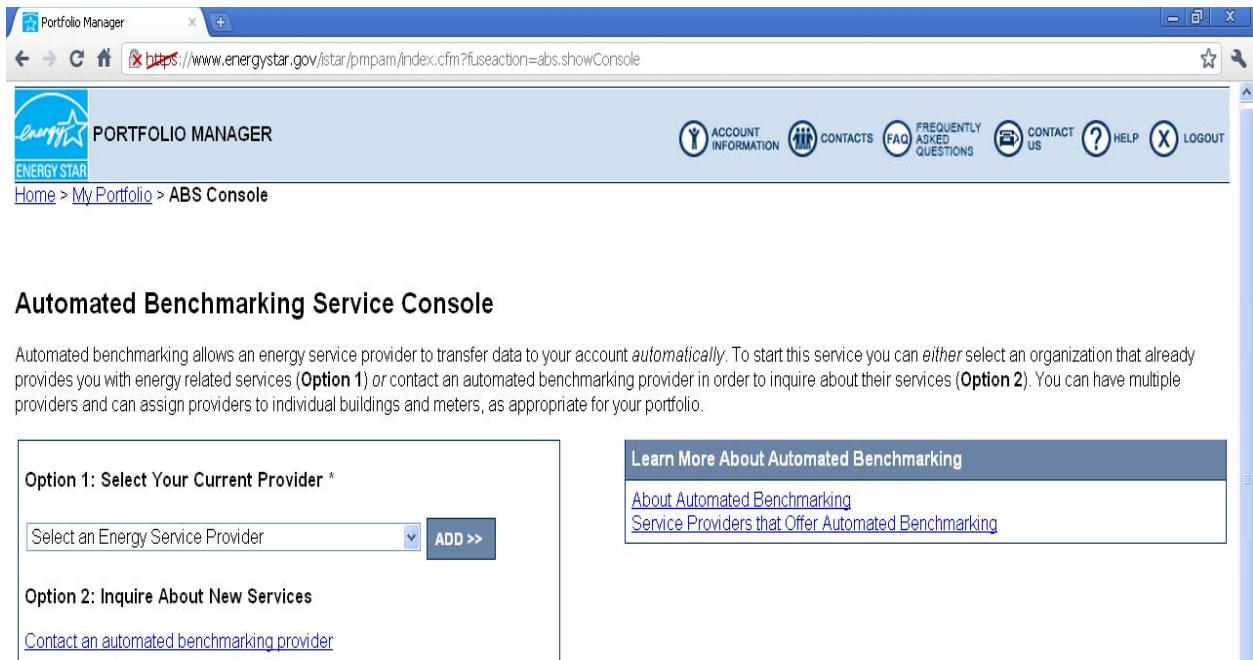 Portfolio Manager
https://www.energystar.gov/istar/pmpam/index.cfm?fuseaction=abs.showConsole
energy
ENERGY STAR
PORTFOLIO MANAGER
ACCOUNT INFORMATION
CONTACTS
FAQ
FREQUENTLY ASKED QUESTIONS
CONTACT US
? HELP
X LOGOUT
Home > My Portfolio > ABS Console
Automated Benchmarking Service Console
Automated benchmarking allows an energy service provider to transfer data to your account automatically. To start this service you can either select an organization that already
provides you with energy related services (Option 1) or contact an automated benchmarking provider in order to inquire about their services (Option 2). You can have multiple
providers and can assign providers to individual buildings and meters, as appropriate for your portfolio.
Option 1: Select Your Current Provider *
Select an Energy Service Provider
ADD >>
Option 2: Inquire About New Services
Contact an automated benchmarking provider
Learn More About Automated Benchmarking
About Automated Benchmarking
Service Providers that Offer Automated Benchmarking